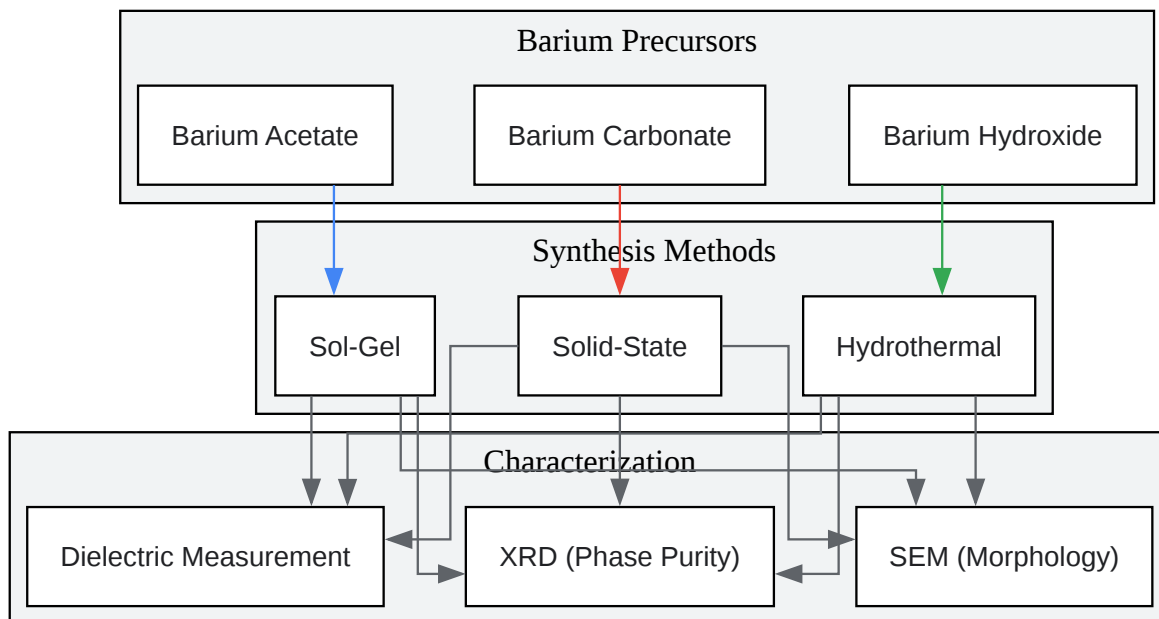 Barium Precursors
Barium Acetate
Barium Carbonate
Barium Hydroxide
Synthesis Methods
Sol-Gel
Solid-State
Hydrothermal
Characterization
Dielectric Measurement
XRD (Phase Purity)
SEM (Morphology)